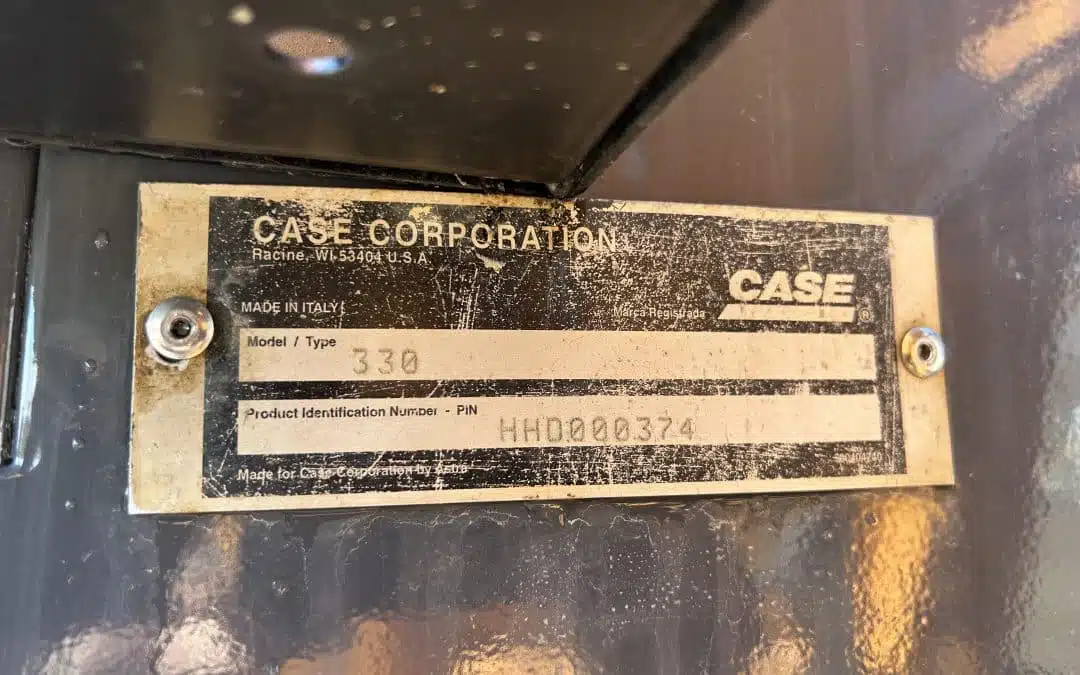 CASE CORPORATION
Racine, WI 53404 U.S.A
CASE ®
MADE IN ITALY
Marca Registrada
Model / Type
330
Product Identification Number - PIN
HHD000374
Made for Case Corporation by Astra